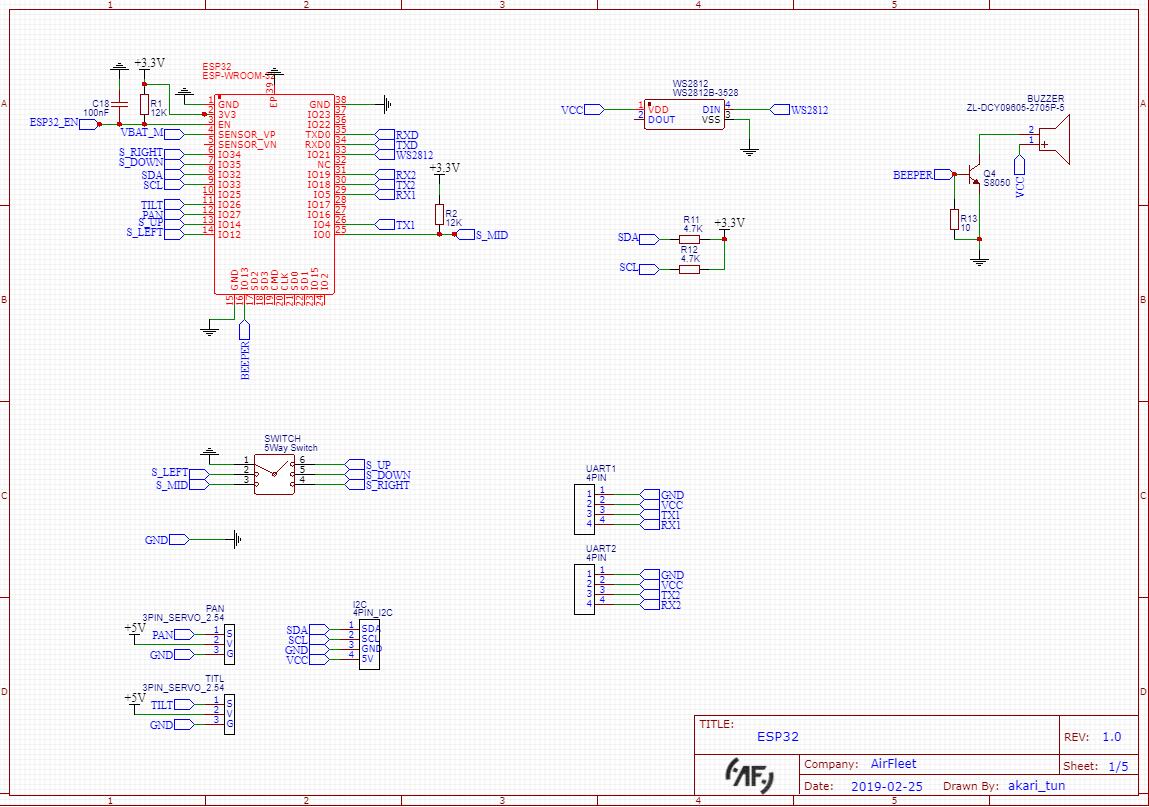 1 2 3 4 5
A
B
C
D
A
B
C
D
+3.3V
C18
100nF
R1
12K
ESP32_EN
ESP32
ESP-WROOM-32
EP 39
1 GND
2 3V3
3 EN
4 SENSOR_VP
5 SENSOR_VN
6 IO34
7 IO35
8 IO32
9 IO33
10 IO25
11 IO26
12 IO27
13 IO14
14 IO12
VBAT_M
S_RIGHT
S_DOWN
SDA
SCL
TILT
PAN
S_UP
S_LEFT
GND 38
IO23 37
IO22 36
TXD0 35
RXD0 34
IO21 33
NC 32
IO19 31
IO18 30
IO5 29
IO17 28
IO16 27
IO4 26
IO0 25
RXD
TXD
WS2812
RX2
TX2
RX1
TX1
S_MID
+3.3V
R2
12K
GND 15
IO13 16
SD2 17
SD3 18
CMD 19
CLK 20
SD0 21
SD1 22
IO15 23
IO2 24
BEEPER
WS2812
WS2812B-3528
VCC
1 VDD
2 DOUT
DIN 4
VSS 3
WS2812
BUZZER
ZL-DCY09605-2705P-5
2
1 +
VCC
BEEPER
Q4
S8050
R13
10
SDA
R11
4.7K
+3.3V
SCL
R12
4.7K
SWITCH
5Way Switch
S_LEFT
S_MID
1
2
3
6
5
4
S_UP
S_DOWN
S_RIGHT
GND
UART1
4PIN
1 1 GND
2 2 VCC
3 3 TX1
4 4 RX1
UART2
4PIN
1 1 GND
2 2 VCC
3 3 TX2
4 4 RX2
PAN
3PIN_SERVO_2.54
+5V
PAN 1 S
2 V
GND 3 G
I2C
4PIN_I2C
SDA 1 SDA
SCL 2 SCL
GND 3 GND
VCC 4 5V
TITL
3PIN_SERVO_2.54
+5V
TILT 1 S
2 V
GND 3 G
TITLE:
ESP32
REV: 1.0
AF
Company: AirFleet
Sheet: 1/5
Date: 2019-02-25 Drawn By: akari_tun
1 2 3 4 5